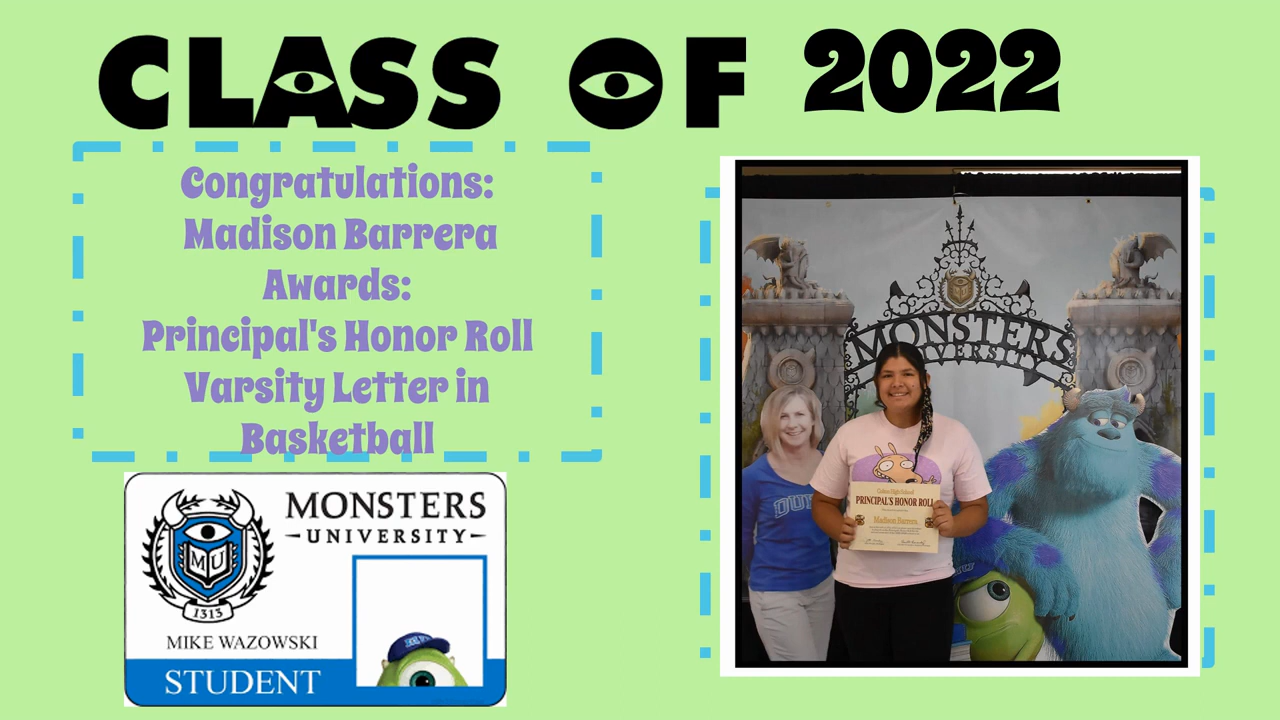 CLASS OF 2022
Congratulations:
Madison Barrera
Awards:
Principal's Honor Roll
Varsity Letter in
Basketball
MONSTERS
UNIVERSITY
MU
1313
MIKE WAZOWSKI
STUDENT
MONSTERS
UNIVERSITY
PRINCIPAL'S HONOR ROLL
Madison Barrera